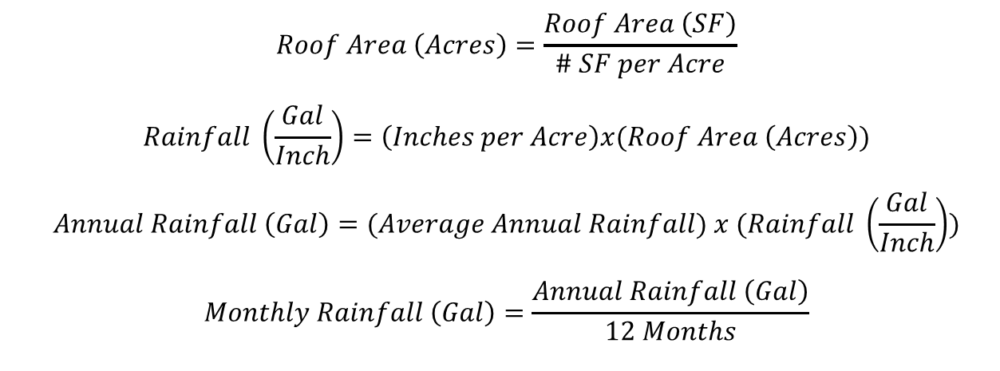 Roof Area (Acres) = Roof Area (SF) / # SF per Acre
Rainfall (Gal/Inch) = (Inches per Acre)x(Roof Area (Acres))
Annual Rainfall (Gal) = (Average Annual Rainfall) x (Rainfall (Gal/Inch))
Monthly Rainfall (Gal) = Annual Rainfall (Gal) / 12 Months